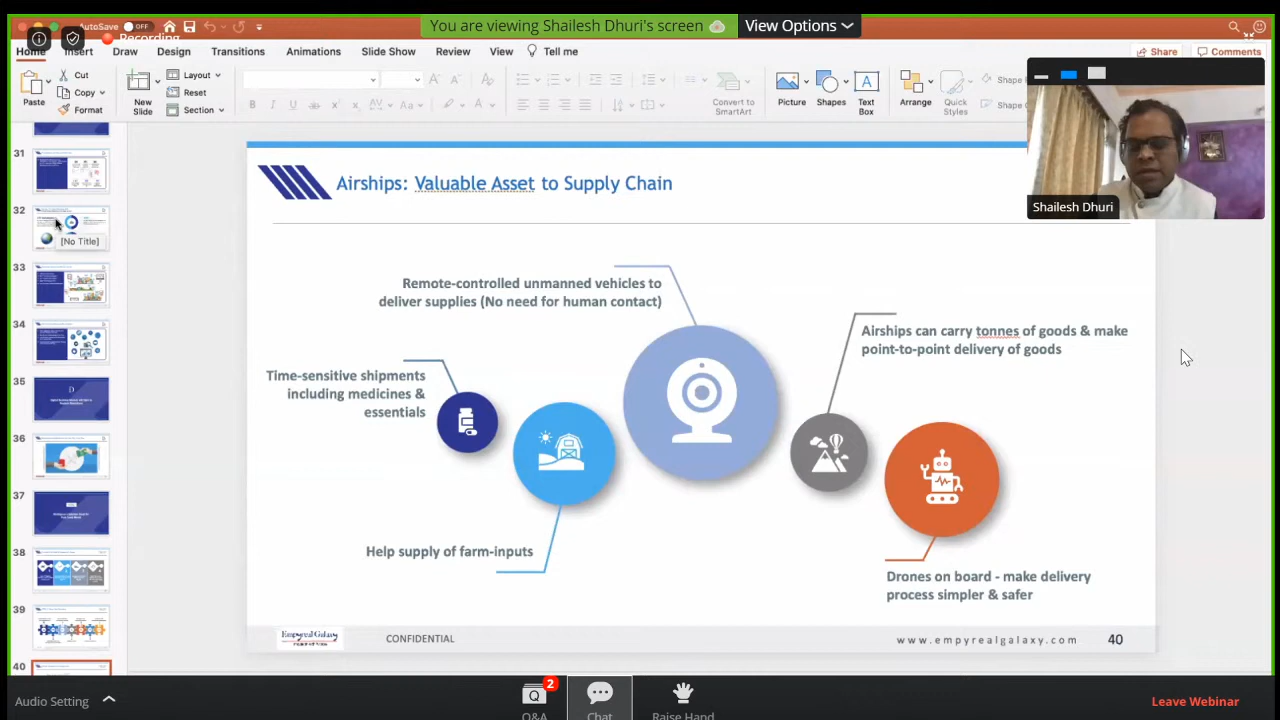 You are viewing Shailesh Dhuri's screen
View Options
AutoSave OFF
Recording
Home Insert Draw Design Transitions Animations Slide Show Review View Tell me
Share Comments
Paste
Cut
Copy
Format
New
Slide
Layout
Reset
Section
Convert to
SmartArt
Picture
Shapes
Text
Box
Arrange
Quick
Styles
Shape
Shape
Shailesh Dhuri
31
32
[No Title]
33
34
35
36
37
38
39
40
Airships: Valuable Asset to Supply Chain
Remote-controlled unmanned vehicles to
deliver supplies (No need for human contact)
Airships can carry tonnes of goods & make
point-to-point delivery of goods
Time-sensitive shipments
including medicines &
essentials
Help supply of farm-inputs
Drones on board - make delivery
process simpler & safer
Empyreal Galaxy
CONFIDENTIAL
www.empyrealgalaxy.com
40
Audio Setting
2
Q&A
Chat
Raise Hand
Leave Webinar